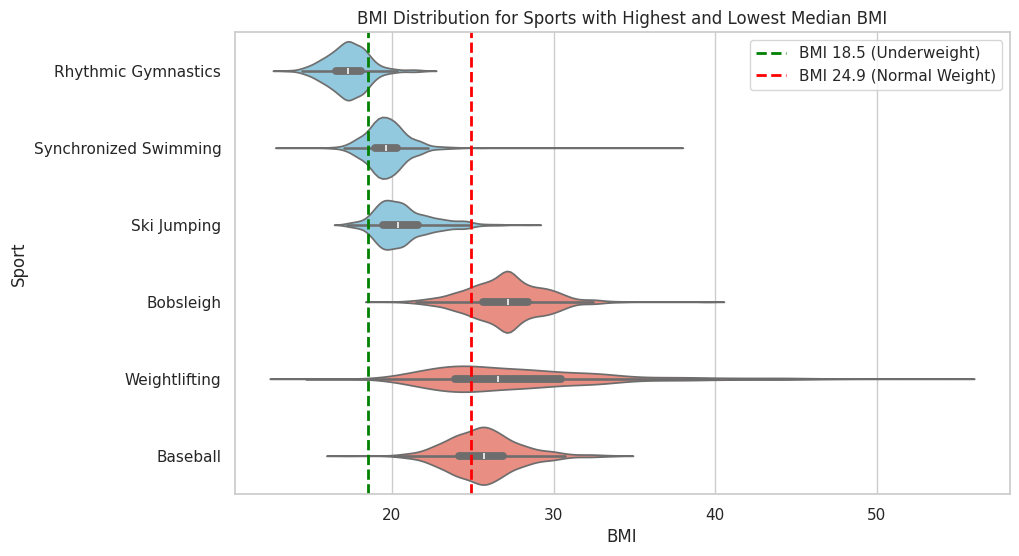 BMI Distribution for Sports with Highest and Lowest Median BMI
BMI 18.5 (Underweight)
BMI 24.9 (Normal Weight)
Sport
Rhythmic Gymnastics
Synchronized Swimming
Ski Jumping
Bobsleigh
Weightlifting
Baseball
20 30 40 50
BMI